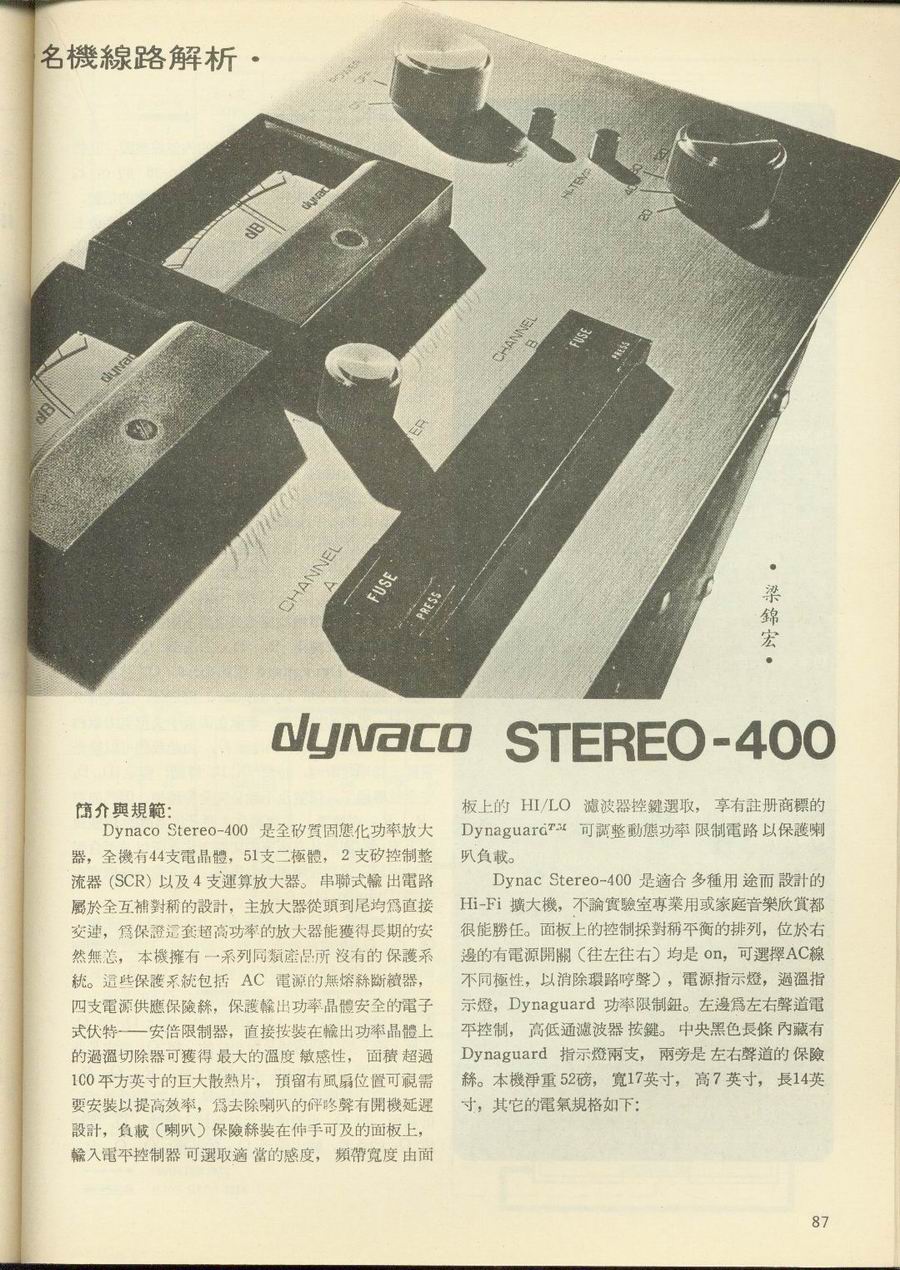 ·名機線路解析·
POWER
OFF
HI TEMP
20
dB
dynaco
dB
dynaco
CHANNEL
B
FUSE
PRESS
Dynaco
CHANNEL
A
FUSE
PRESS
·梁錦宏·
dynaco STEREO-400
簡介與規範:
Dynaco Stereo-400 是全矽質固態化功率放大
器，全機有44支電晶體，51支二極體，2支矽控制整
流器 (SCR) 以及4支運算放大器。串聯式輸出電路
屬於全互補對稱的設計，主放大器從頭到尾均爲直接
交連，爲保證這套超高功率的放大器能獲得長期的安
然無恙，本機擁有一系列同類產品所沒有的保護系
統。這些保護系統包括 AC 電源的無熔絲斷續器，
四支電源供應保險絲，保護輸出功率晶體安全的電子
式伏特——安倍限制器，直接按裝在輸出功率晶體上
的過溫切除器可獲得最大的溫度敏感性，面積超過
100平方英寸的巨大散熱片，預留有風扇位置可視需
要安裝以提高效率，爲去除喇叭的伻咚聲有開機延遲
設計，負載（喇叭）保險絲裝在伸手可及的面板上，
輸入電平控制器可選取適當的感度，頻帶寬度由面
板上的 HI/LO 濾波器控鍵選取，享有註册商標的
Dynaguard™ 可調整動態功率限制電路以保護喇
叭負載。
Dynac Stereo-400 是適合多種用途而設計的
Hi-Fi 擴大機，不論實驗室專業用或家庭音樂欣賞都
很能勝任。面板上的控制採對稱平衡的排列，位於右
邊的有電源開關（往左往右）均是 on，可選擇AC線
不同極性，以消除環路哼聲），電源指示燈，過溫指
示燈，Dynaguard 功率限制鈕。左邊爲左右聲道電
平控制，高低通濾波器按鍵。中央黑色長條內藏有
Dynaguard 指示燈兩支，兩旁是左右聲道的保險
絲。本機淨重52磅，寬17英寸，高7英寸，長14英
寸，其它的電氣規格如下：
87